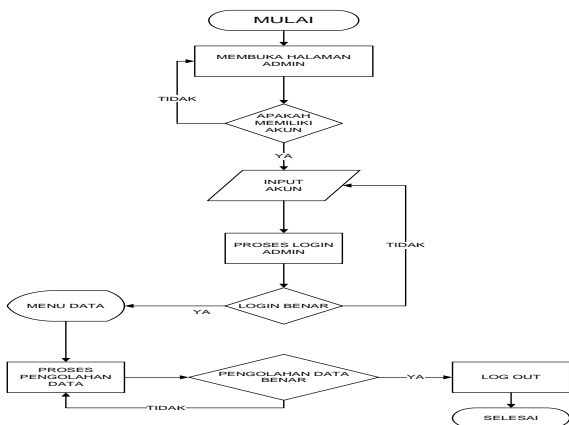 MULAI
MEMBUKA HALAMAN
ADMIN
TIDAK
APAKAH
MEMILIKI
AKUN
YA
INPUT
AKUN
PROSES LOGIN
ADMIN
TIDAK
LOGIN BENAR
YA
MENU DATA
PROSES
PENGOLAHAN
DATA
PENGOLAHAN DATA
BENAR
YA
LOG OUT
TIDAK
SELESAI